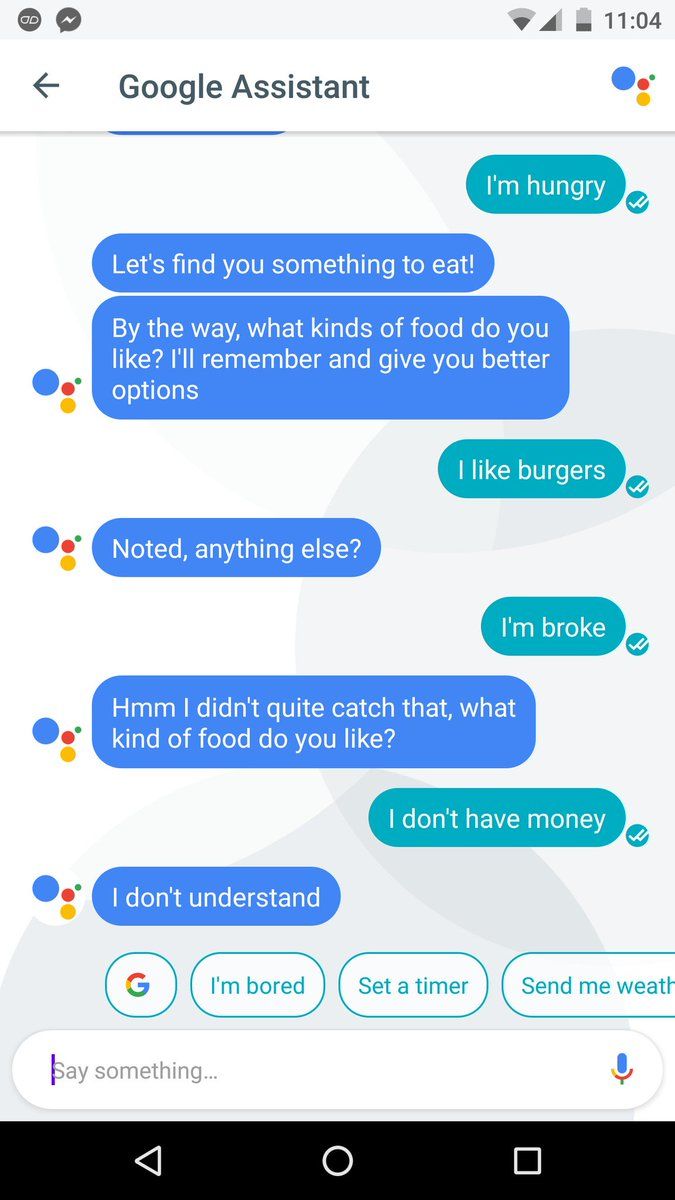 11:04
Google Assistant
I'm hungry
Let's find you something to eat!
By the way, what kinds of food do you
like? I'll remember and give you better
options
I like burgers
Noted, anything else?
I'm broke
Hmm I didn't quite catch that, what
kind of food do you like?
I don't have money
I don't understand
G I'm bored Set a timer Send me weath
Say something...